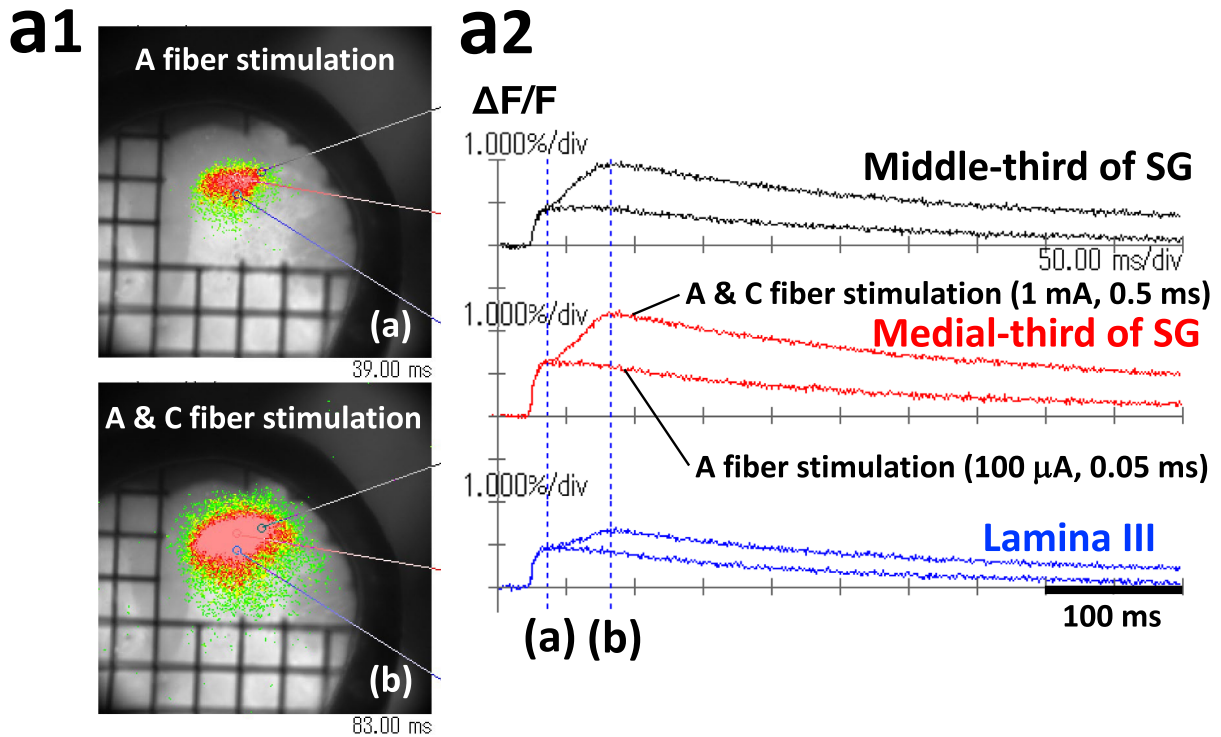 a1
A fiber stimulation
(a)
39.00 ms
A & C fiber stimulation
(b)
83.00 ms
a2
ΔF/F
1.000%/div
Middle-third of SG
50.00 ms/div
A & C fiber stimulation (1 mA, 0.5 ms)
1.000%/div
Medial-third of SG
A fiber stimulation (100 μA, 0.05 ms)
1.000%/div
Lamina III
100 ms
(a) (b)